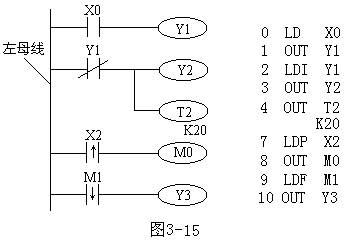 X0
Y1
左母线
Y1
Y2
T2
K20
X2
M0
M1
Y3
0 LD X0
1 OUT Y1
2 LDI Y1
3 OUT Y2
4 OUT T2
K20
7 LDP X2
8 OUT M0
9 LDF M1
10 OUT Y3
图3-15